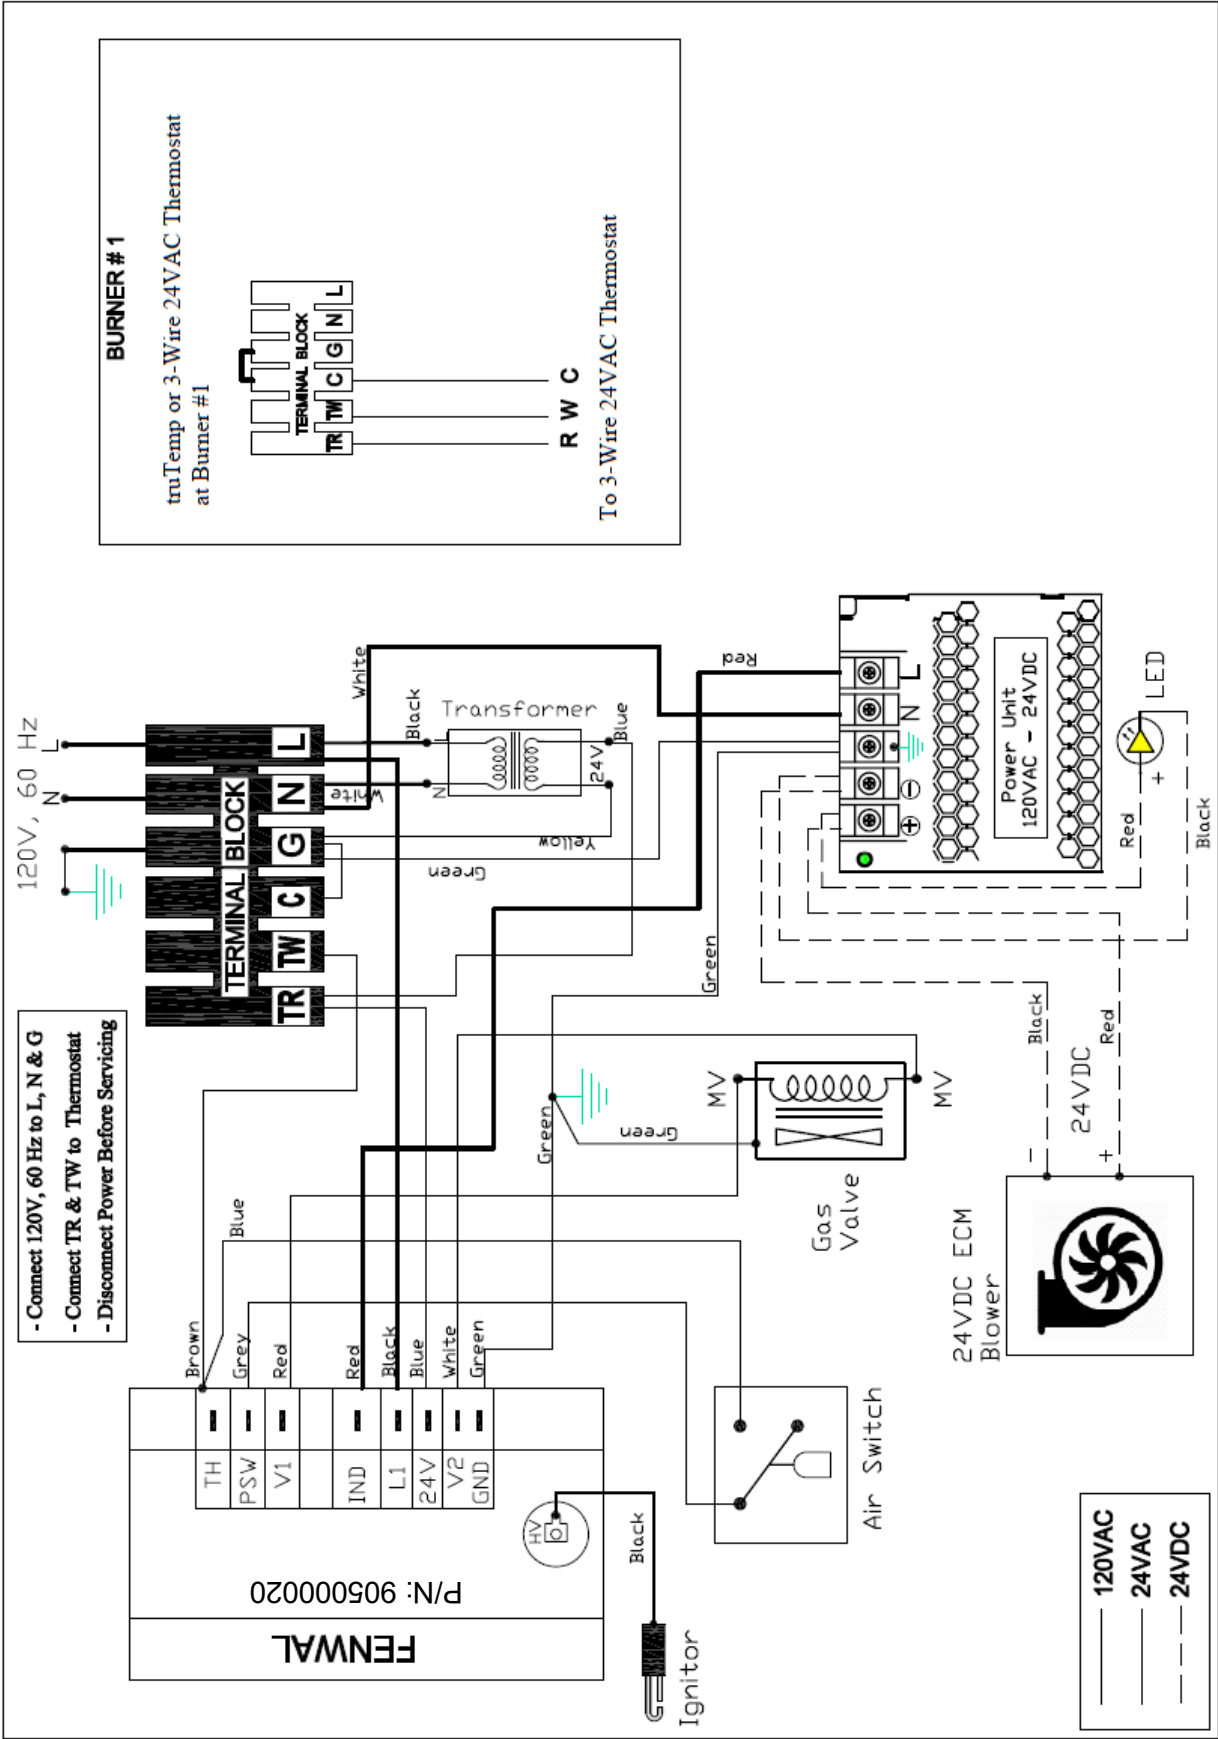 - Connect 120V, 60 Hz to L, N & G
- Connect TR & TW to Thermostat
- Disconnect Power Before Servicing
120V, 60 Hz
N
L
TERMINAL BLOCK
TR
TW
C
G
N
L
BURNER # 1
truTemp or 3-Wire 24VAC Thermostat
at Burner #1
TERMINAL BLOCK
TR
TW
C
G
N
L
R W C
To 3-Wire 24VAC Thermostat
FENWAL
P/N: 905000020
TH
PSW
V1
IND
L1
24V
V2
GND
HV
Brown
Grey
Red
Red
Black
Blue
White
Green
Blue
Black
Ignitor
Air Switch
Green
Green
Green
Green
Yellow
White
White
Black
N
L
Transformer
24V
Blue
Red
MV
MV
Gas
Valve
24VDC ECM
Blower
-
+
24VDC
Black
Red
Power Unit
120VAC - 24VDC
+
-
N
L
Red
+
LED
Black
120VAC
24VAC
24VDC